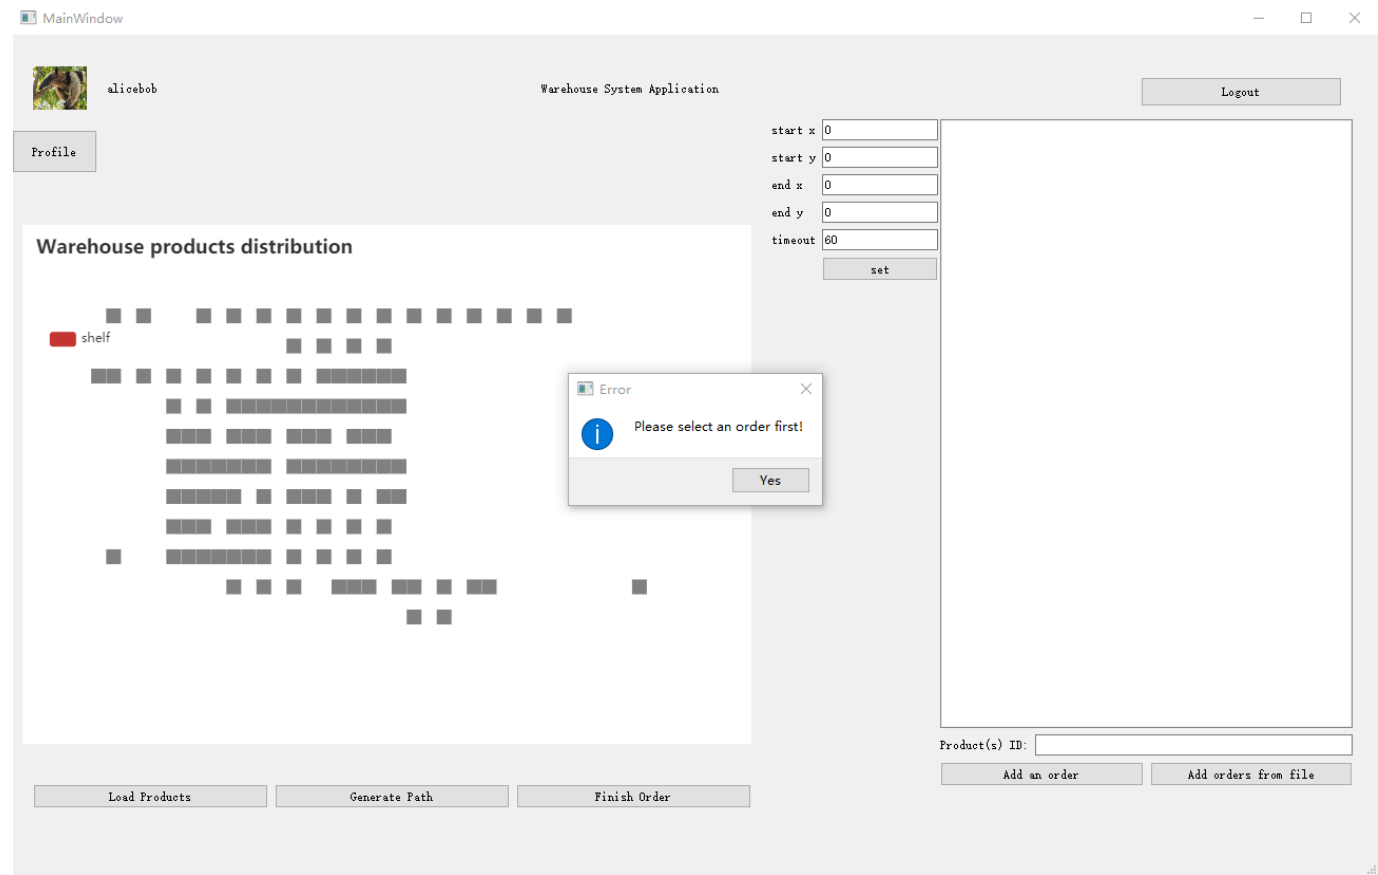 MainWindow
alicebob
Warehouse System Application
Logout
Profile
start x 0
start y 0
end x 0
end y 0
timeout 60
set
Warehouse products distribution
shelf
Error
Please select an order first!
Yes
Product(s) ID:
Add an order
Add orders from file
Load Products
Generate Path
Finish Order